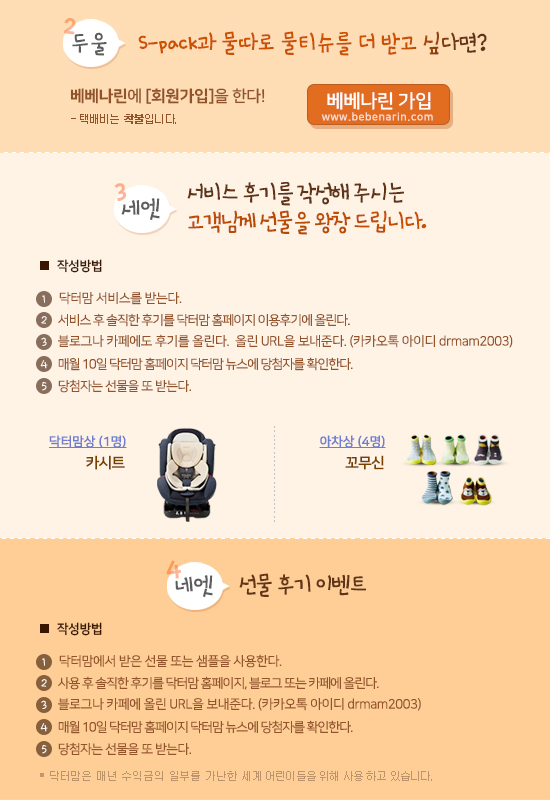 2
두울
S-pack과 물따로 물티슈를 더 받고 싶다면?
베베나린에 [회원가입]을 한다!
- 택배비는 착불입니다.
베베나린 가입
www.bebenarin.com
3
세엣
서비스 후기를 작성해 주시는
고객님께 선물을 왕창 드립니다.
■ 작성방법
1 닥터맘 서비스를 받는다.
2 서비스 후 솔직한 후기를 닥터맘 홈페이지 이용후기에 올린다.
3 블로그나 카페에도 후기를 올린다. 올린 URL을 보내준다. (카카오톡 아이디 drmam2003)
4 매월 10일 닥터맘 홈페이지 닥터맘 뉴스에 당첨자를 확인한다.
5 당첨자는 선물을 또 받는다.
닥터맘상 (1명)
카시트
아차상 (4명)
꼬무신
4
네엣
선물 후기 이벤트
■ 작성방법
1 닥터맘에서 받은 선물 또는 샘플을 사용한다.
2 사용 후 솔직한 후기를 닥터맘 홈페이지, 블로그 또는 카페에 올린다.
3 블로그나 카페에 올린 URL을 보내준다. (카카오톡 아이디 drmam2003)
4 매월 10일 닥터맘 홈페이지 닥터맘 뉴스에 당첨자를 확인한다.
5 당첨자는 선물을 또 받는다.
▪ 닥터맘은 매년 수익금의 일부를 가난한 세계 어린이들을 위해 사용 하고 있습니다.